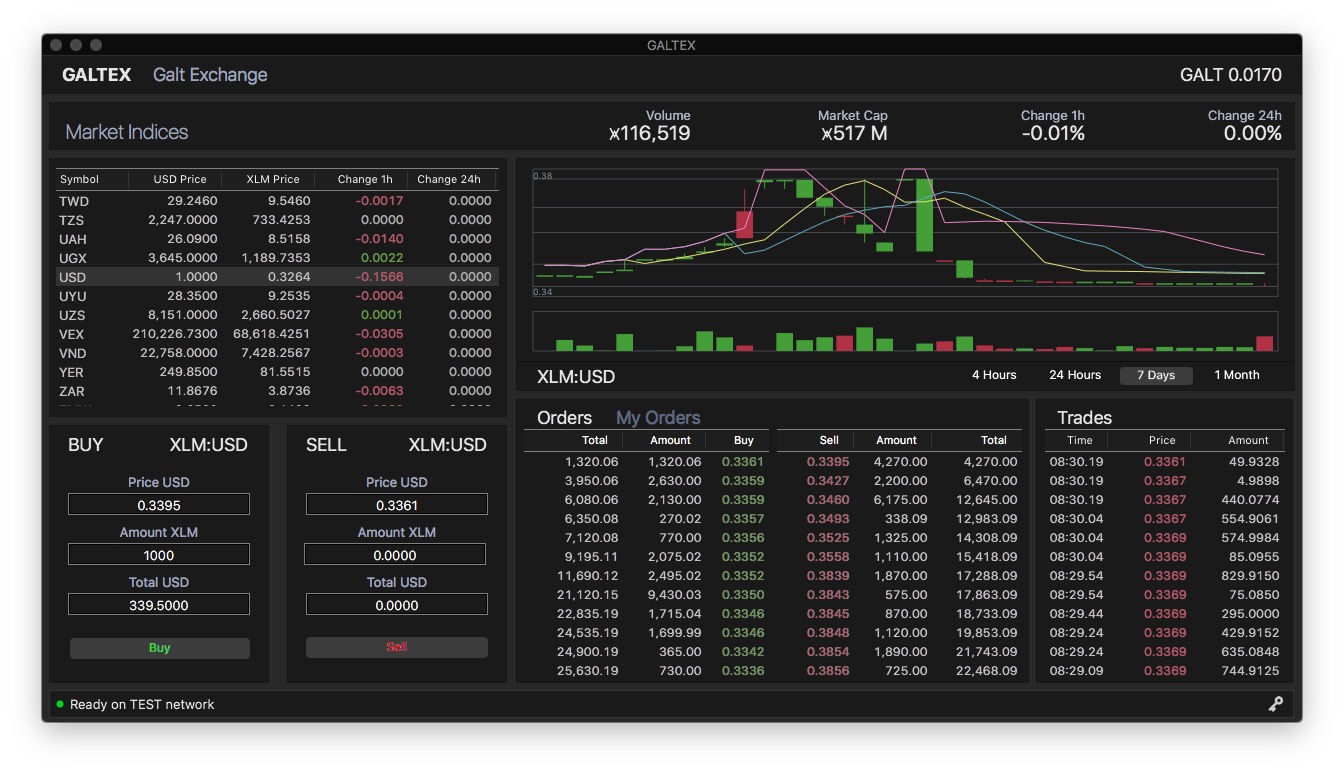 GALTEX
GALTEX Galt Exchange GALT 0.0170
Market Indices
Volume Market Cap Change 1h Change 24h
ӿ116,519 ӿ517 M -0.01% 0.00%
Symbol USD Price XLM Price Change 1h Change 24h
TWD 29.2460 9.5460 -0.0017 0.0000
TZS 2,247.0000 733.4253 0.0000 0.0000
UAH 26.0900 8.5158 -0.0140 0.0000
UGX 3,645.0000 1,189.7353 0.0022 0.0000
USD 1.0000 0.3264 -0.1566 0.0000
UYU 28.3500 9.2535 -0.0004 0.0000
UZS 8,151.0000 2,660.5027 0.0001 0.0000
VEX 210,226.7300 68,618.4251 -0.0305 0.0000
VND 22,758.0000 7,428.2567 -0.0003 0.0000
YER 249.8500 81.5515 0.0000 0.0000
ZAR 11.8676 3.8736 -0.0063 0.0000
0.38
0.34
XLM:USD 4 Hours 24 Hours 7 Days 1 Month
BUY XLM:USD
Price USD
0.3395
Amount XLM
1000
Total USD
339.5000
Buy
SELL XLM:USD
Price USD
0.3361
Amount XLM
0.0000
Total USD
0.0000
Sell
Orders My Orders
Total Amount Buy Sell Amount Total
1,320.06 1,320.06 0.3361 0.3395 4,270.00 4,270.00
3,950.06 2,630.00 0.3359 0.3427 2,200.00 6,470.00
6,080.06 2,130.00 0.3359 0.3460 6,175.00 12,645.00
6,350.08 270.02 0.3357 0.3493 338.09 12,983.09
7,120.08 770.00 0.3356 0.3525 1,325.00 14,308.09
9,195.11 2,075.02 0.3352 0.3558 1,110.00 15,418.09
11,690.12 2,495.02 0.3352 0.3839 1,870.00 17,288.09
21,120.15 9,430.03 0.3350 0.3843 575.00 17,863.09
22,835.19 1,715.04 0.3346 0.3845 870.00 18,733.09
24,535.19 1,699.99 0.3346 0.3848 1,120.00 19,853.09
24,900.19 365.00 0.3342 0.3854 1,890.00 21,743.09
25,630.19 730.00 0.3336 0.3856 725.00 22,468.09
Trades
Time Price Amount
08:30.19 0.3361 49.9328
08:30.19 0.3367 4.9898
08:30.19 0.3367 440.0774
08:30.04 0.3367 554.9061
08:30.04 0.3369 574.9984
08:30.04 0.3369 85.0955
08:29.54 0.3369 829.9150
08:29.54 0.3369 75.0850
08:29.44 0.3369 295.0000
08:29.24 0.3369 429.9152
08:29.24 0.3369 635.0848
08:29.09 0.3369 744.9125
Ready on TEST network